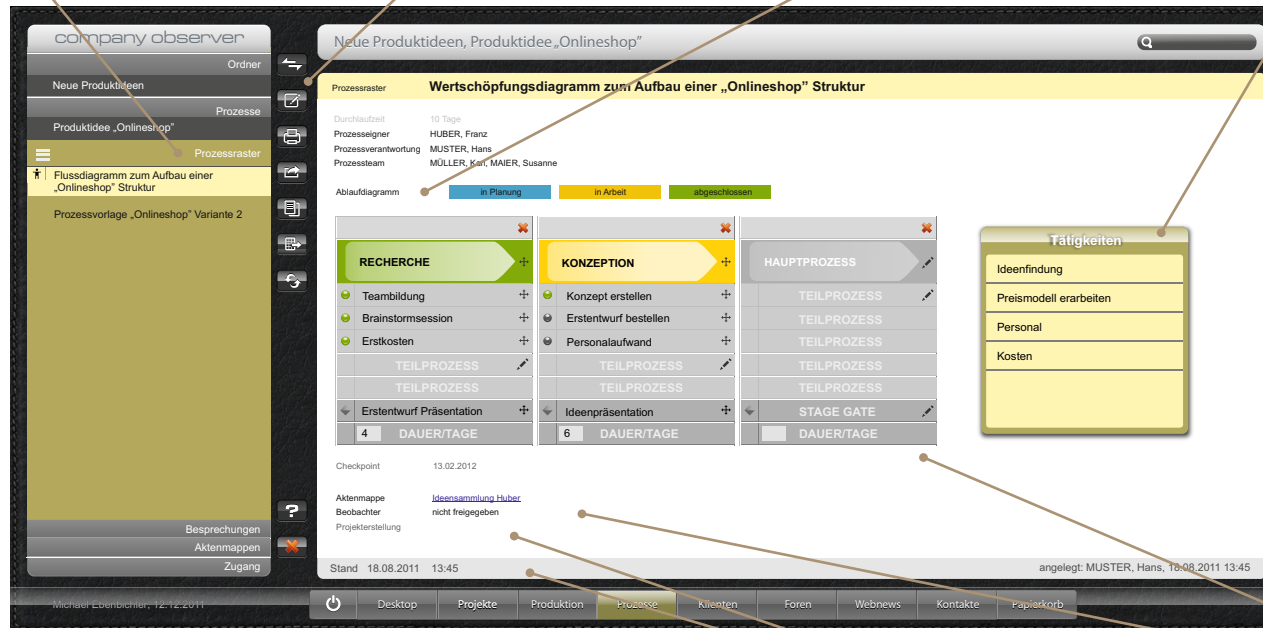 company observer
Ordner
Neue Produktideen
Prozesse
Produktidee „Onlineshop"
Prozessraster
Flussdiagramm zum Aufbau einer
„Onlineshop" Struktur
Prozessvorlage „Onlineshop" Variante 2
Besprechungen
Aktenmappen
Zugang
Michael Ebenbichler, 12.12.2011
?
Neue Produktideen, Produktidee „Onlineshop"
Prozessraster Wertschöpfungsdiagramm zum Aufbau einer „Onlineshop" Struktur
Durchlaufzeit 10 Tage
Prozesseigner HUBER, Franz
Prozessverantwortung MUSTER, Hans
Prozessteam MÜLLER, Karl, MAIER, Susanne
Ablaufdiagramm in Planung in Arbeit abgeschlossen
RECHERCHE
Teambildung
Brainstormsession
Erstkosten
TEILPROZESS
TEILPROZESS
Erstentwurf Präsentation
4 DAUER/TAGE
KONZEPTION
Konzept erstellen
Erstentwurf bestellen
Personalaufwand
TEILPROZESS
TEILPROZESS
Ideenpräsentation
6 DAUER/TAGE
HAUPTPROZESS
TEILPROZESS
TEILPROZESS
TEILPROZESS
TEILPROZESS
TEILPROZESS
STAGE GATE
DAUER/TAGE
Tätigkeiten
Ideenfindung
Preismodell erarbeiten
Personal
Kosten
Checkpoint 13.02.2012
Aktenmappe Ideensammlung Huber
Beobachter nicht freigegeben
Projekterstellung
Stand 18.08.2011 13:45
angelegt: MUSTER, Hans, 18.08.2011 13:45
Desktop Projekte Produktion Prozesse Klienten Foren Webnews Kontakte Papierkorb